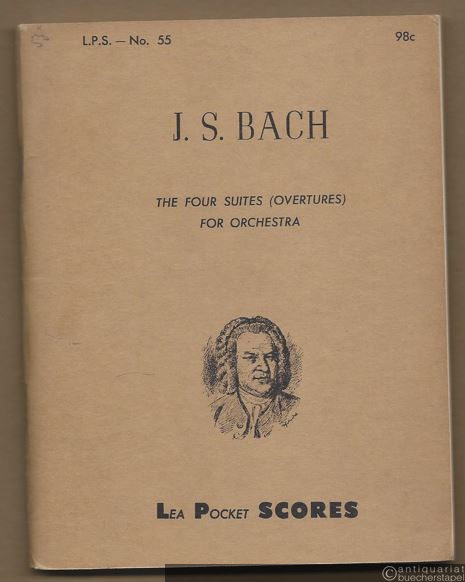 L.P.S. — No. 55 98c
J. S. BACH
THE FOUR SUITES (OVERTURES)
FOR ORCHESTRA
LEA POCKET SCORES
©antiquariat
buecherstapel